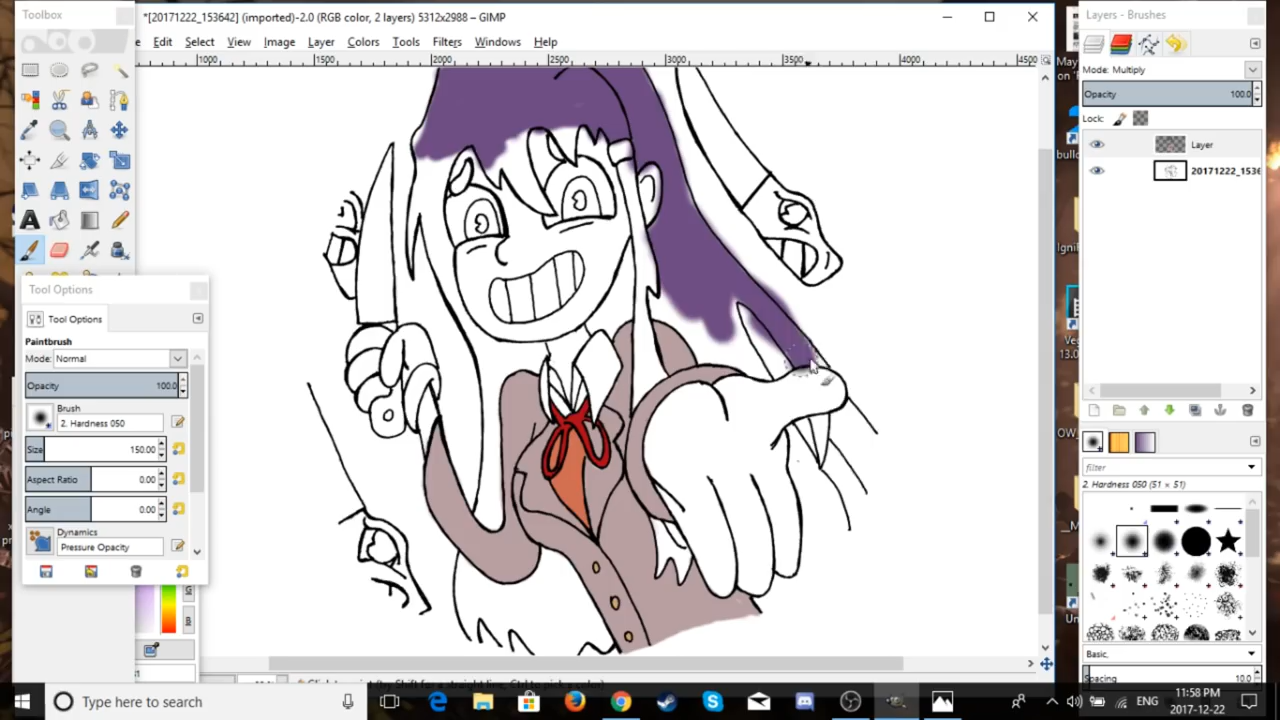 Toolbox
*[20171222_153642] (imported)-2.0 (RGB color, 2 layers) 5312x2988 – GIMP
Layers - Brushes
Edit Select View Image Layer Colors Tools Filters Windows Help
1000 1500 2000 2500 3000 3500 4000 4500
Mode: Multiply
Opacity 100.0
Lock:
Layer
20171222_1536
Tool Options
Tool Options
Paintbrush
Mode: Normal
Opacity 100.0
Brush
2. Hardness 050
Size 150.00
Aspect Ratio 0.00
Angle 0.00
Dynamics
Pressure Opacity
filter
2. Hardness 050 (51 × 51)
Basic,
Spacing 10.0
Type here to search
ENG
11:58 PM
2017-12-22